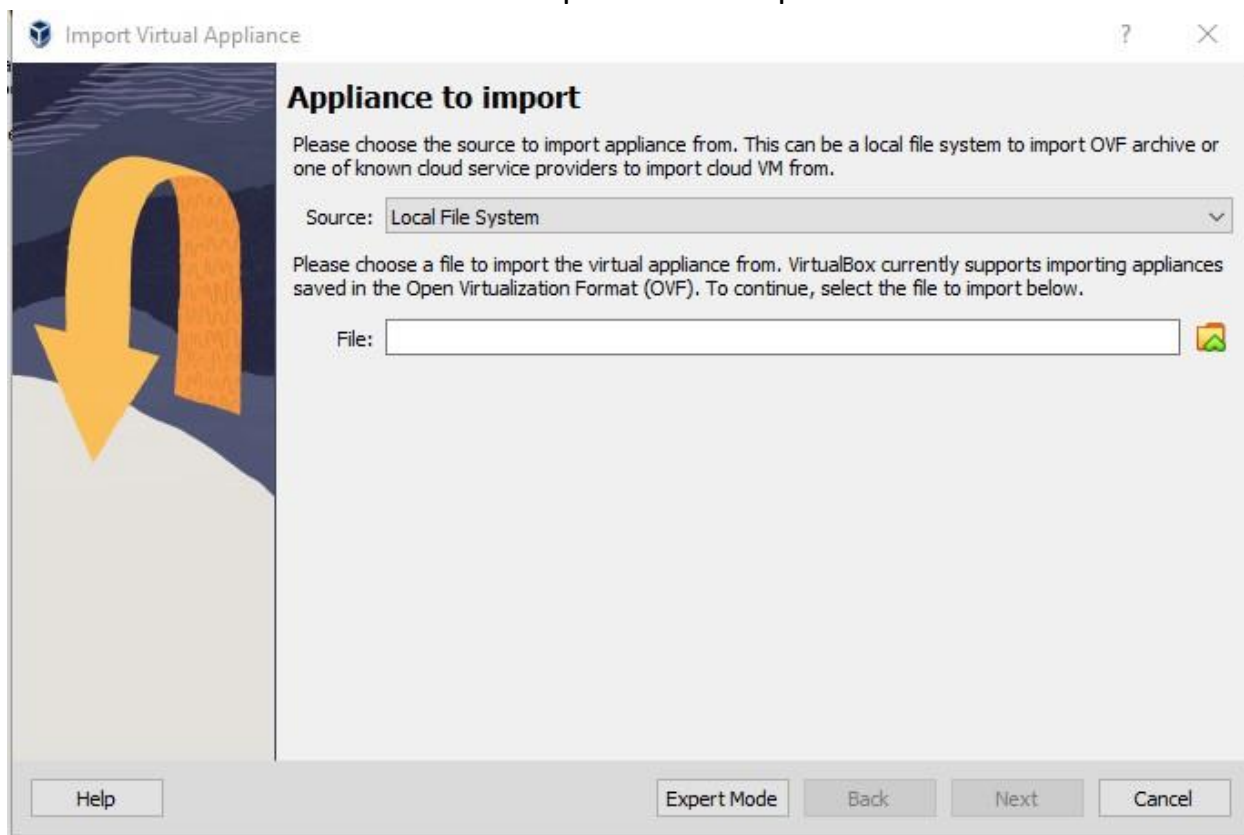 Import Virtual Appliance
Appliance to import
Please choose the source to import appliance from. This can be a local file system to import OVF archive or
one of known cloud service providers to import cloud VM from.
Source: Local File System
Please choose a file to import the virtual appliance from. VirtualBox currently supports importing appliances
saved in the Open Virtualization Format (OVF). To continue, select the file to import below.
File:
Help Expert Mode Back Next Cancel